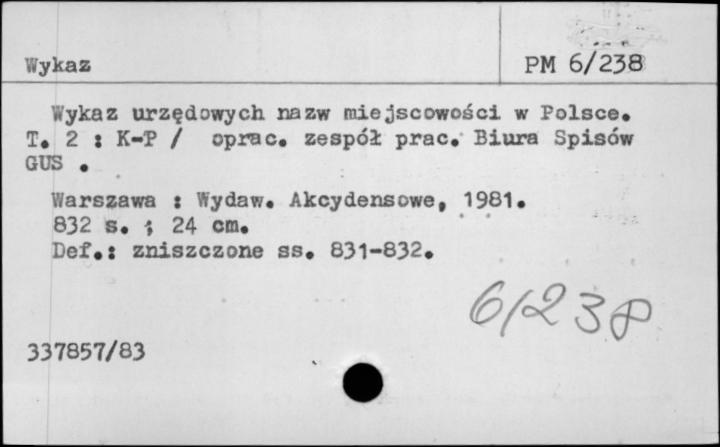 Wykaz
PM 6/238
Wykaz urzędowych nazw miejscowości w Polsce.
T. 2 : K-P / oprac. zespół prac. Biura Spisów
GUS .
Warszawa : Wydaw. Akcydensowe, 1981.
832 s. ; 24 cm.
Def.: zniszczone ss. 831-832.
6/238
337857/83